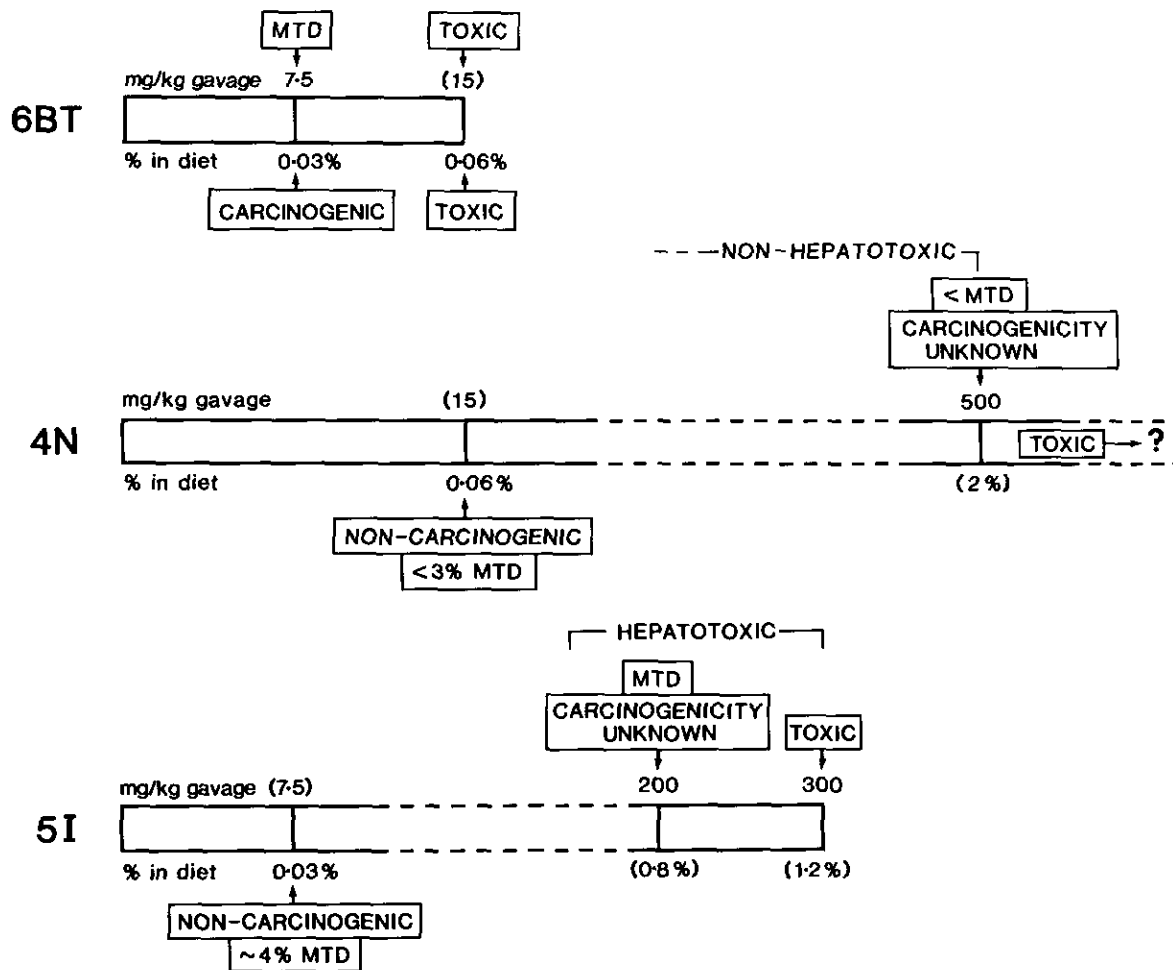 MTD TOXIC
mg/kg gavage 7·5 (15)
6BT
% in diet 0·03% 0·06%
CARCINOGENIC TOXIC
NON-HEPATOTOXIC
< MTD
CARCINOGENICITY
UNKNOWN
mg/kg gavage (15) 500
4N
TOXIC ?
% in diet 0·06% (2%)
NON-CARCINOGENIC
<3% MTD
HEPATOTOXIC
MTD
CARCINOGENICITY
UNKNOWN TOXIC
mg/kg gavage (7·5) 200 300
5I
% in diet 0·03% (0·8%) (1·2%)
NON-CARCINOGENIC
~4% MTD